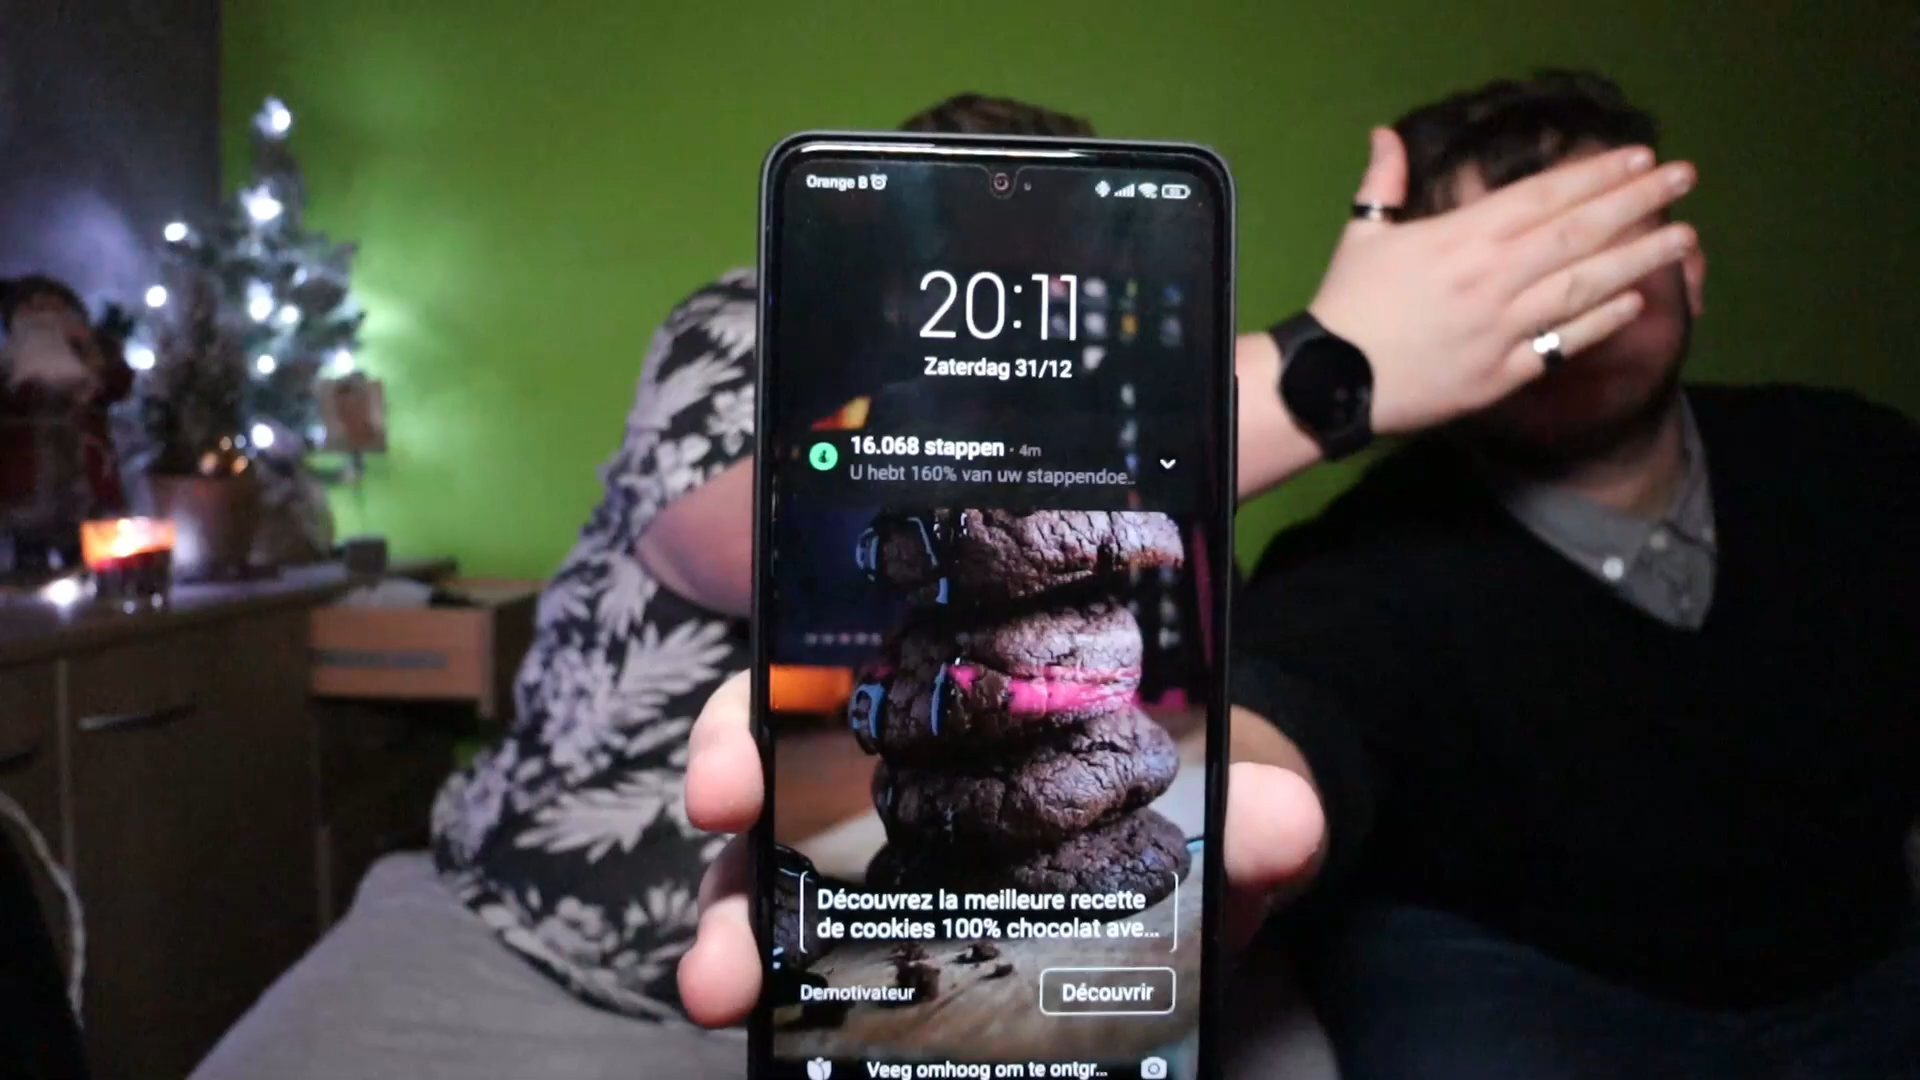 Orange B
20:11
Zaterdag 31/12
16.068 stappen · 4m
U hebt 160% van uw stappendoe...
Découvrez la meilleure recette
de cookies 100% chocolat ave...
Demotivateur
Découvrir
Veeg omhoog om te ontgr...